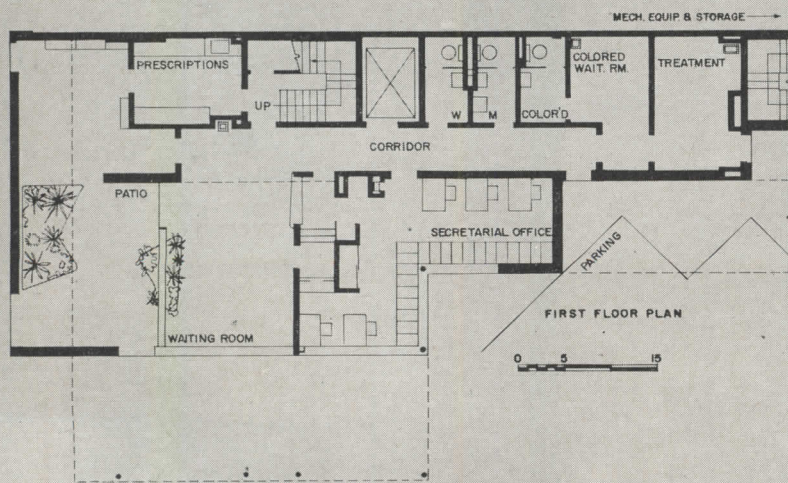 MECH. EQUIP. & STORAGE
PRESCRIPTIONS
UP
W
M
COLOR'D
COLORED
WAIT. RM.
TREATMENT
CORRIDOR
PATIO
SECRETARIAL OFFICE
PARKING
WAITING ROOM
FIRST FLOOR PLAN
0 5 15